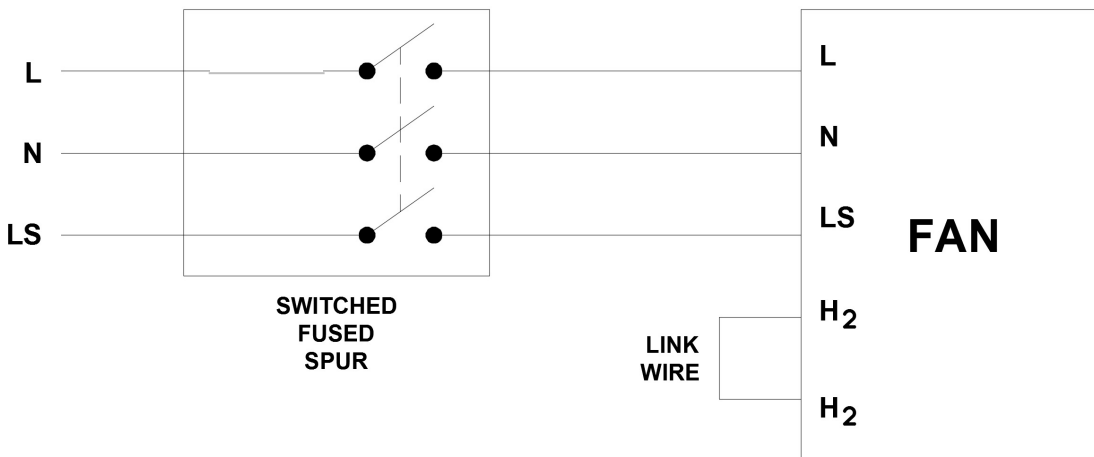 L
N
LS
SWITCHED
FUSED
SPUR
L
N
LS
H2
H2
FAN
LINK
WIRE